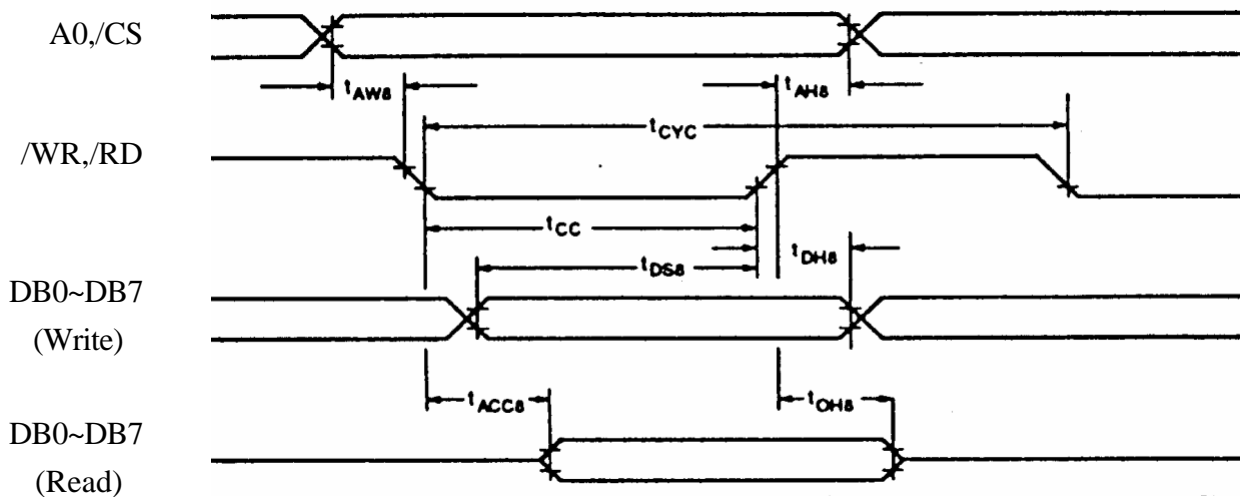 A0,/CS
tAW8
tAH8
tCYC
/WR,/RD
tCC
tDH8
tDS8
DB0~DB7
(Write)
tACC8
tOH8
DB0~DB7
(Read)